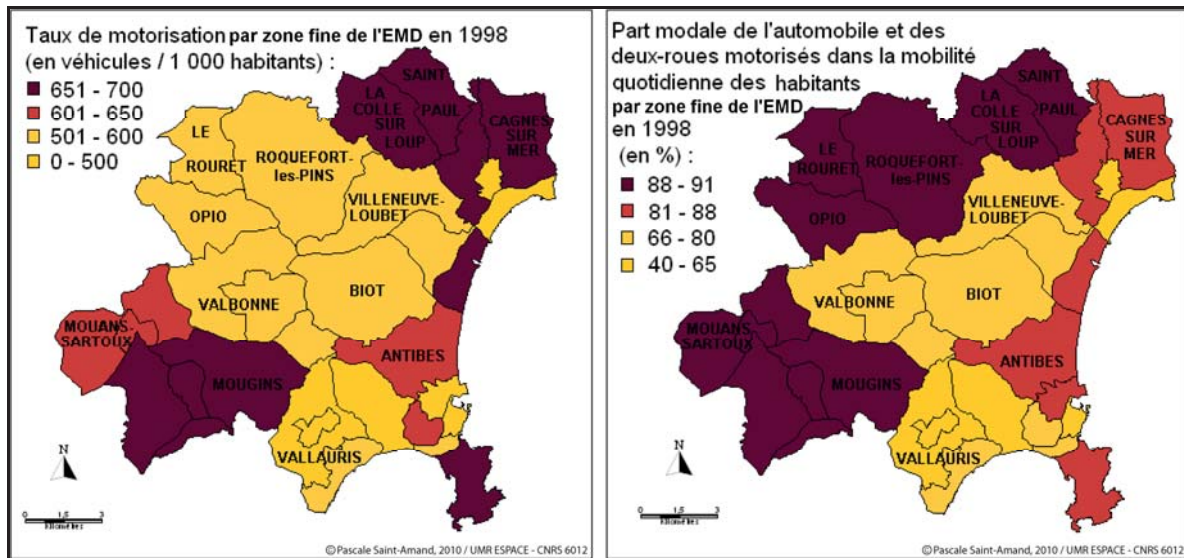 Taux de motorisation par zone fine de l'EMD en 1998
(en véhicules / 1 000 habitants) :
651 - 700
601 - 650
501 - 600
0 - 500
LE
ROURET
OPIO
ROQUEFORT-
les-PINS
LA
COLLE
SUR
LOUP
SAINT
PAUL
CAGNES
SUR
MER
VILLENEUVE-
LOUBET
VALBONNE
BIOT
MOUANS-
SARTOUX
MOUGINS
ANTIBES
VALLAURIS
N
0 1,5 3
kilomètres
©Pascale Saint-Amand, 2010 / UMR ESPACE - CNRS 6012
Part modale de l'automobile et des
deux-roues motorisés dans la mobilité
quotidienne des habitants
par zone fine de l'EMD
en 1998
(en %) :
88 - 91
81 - 88
66 - 80
40 - 65
LE
ROURET
OPIO
ROQUEFORT-
les-PINS
LA
COLLE
SUR
LOUP
SAINT
PAUL
CAGNES
SUR
MER
VILLENEUVE-
LOUBET
VALBONNE
BIOT
MOUANS-
SARTOUX
MOUGINS
ANTIBES
VALLAURIS
N
0 1,5 3
kilomètres
©Pascale Saint-Amand, 2010 / UMR ESPACE - CNRS 6012